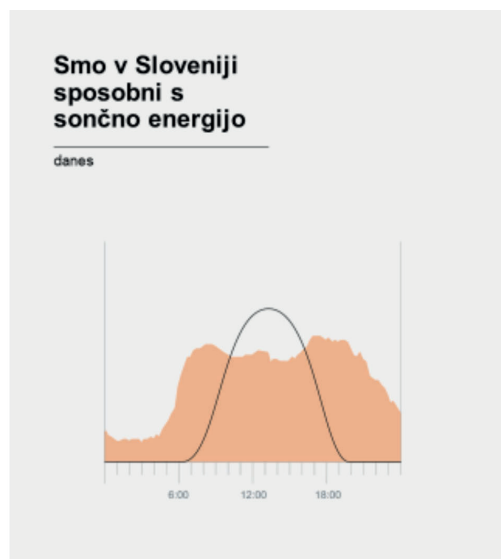 Smo v Sloveniji
sposobni s
sončno energijo
danes
6:00 12:00 18:00